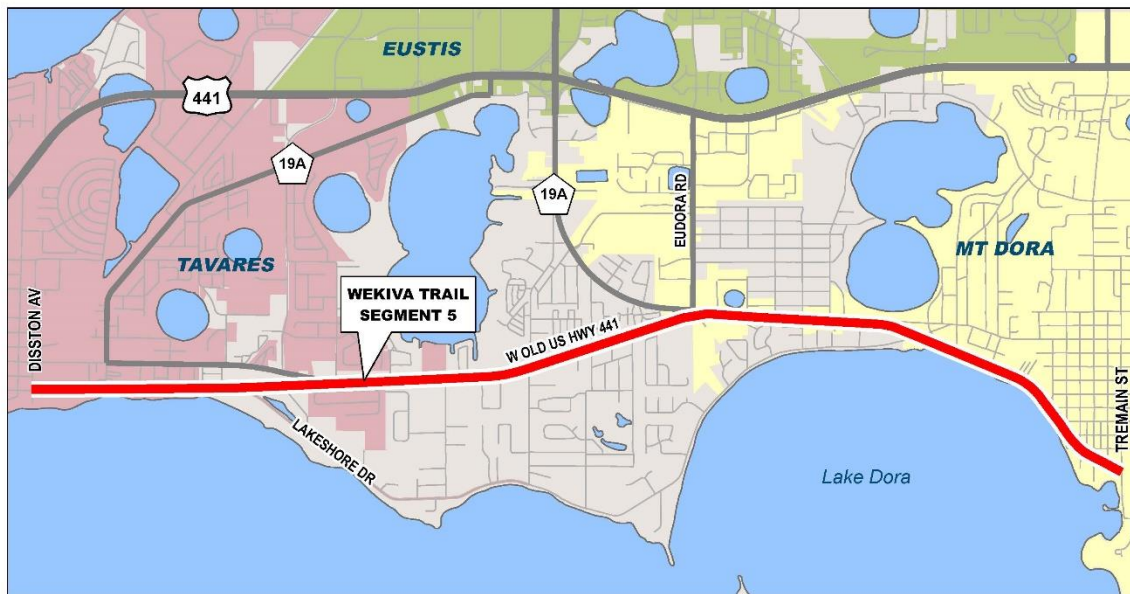 EUSTIS
441
19A
19A
EUDORA RD
MT DORA
TAVARES
WEKIVA TRAIL
SEGMENT 5
DISSTON AV
W OLD US HWY 441
LAKESHORE DR
TREMAIN ST
Lake Dora